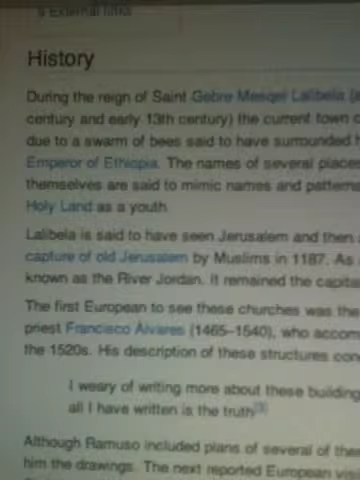 9 External links
History
During the reign of Saint Gebre Mesqel Lalibela (a
century and early 13th century) the current town o
due to a swarm of bees said to have surrounded h
Emperor of Ethiopia. The names of several places
themselves are said to mimic names and patterns
Holy Land as a youth
Lalibela is said to have seen Jerusalem and then
capture of old Jerusalem by Muslims in 1187. As
known as the River Jordan. It remained the capita
The first European to see these churches was the
priest Francisco Álvares (1465–1540), who accom
the 1520s. His description of these structures con
I weary of writing more about these building
all I have written is the truth
Although Ramuso included plans of several of the
him the drawings. The next reported European visi